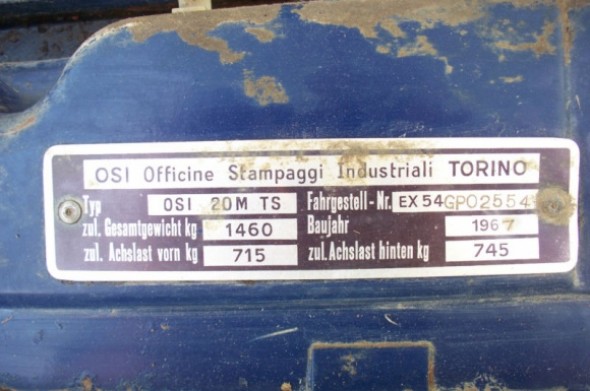 OSI Officine Stampaggi Industriali TORINO
Typ OSI 20M TS Fahrgestell-Nr. EX54GP02554
zul. Gesamtgewicht kg 1460 Baujahr 1967
zul. Achslast vorn kg 715 zul. Achslast hinten kg 745